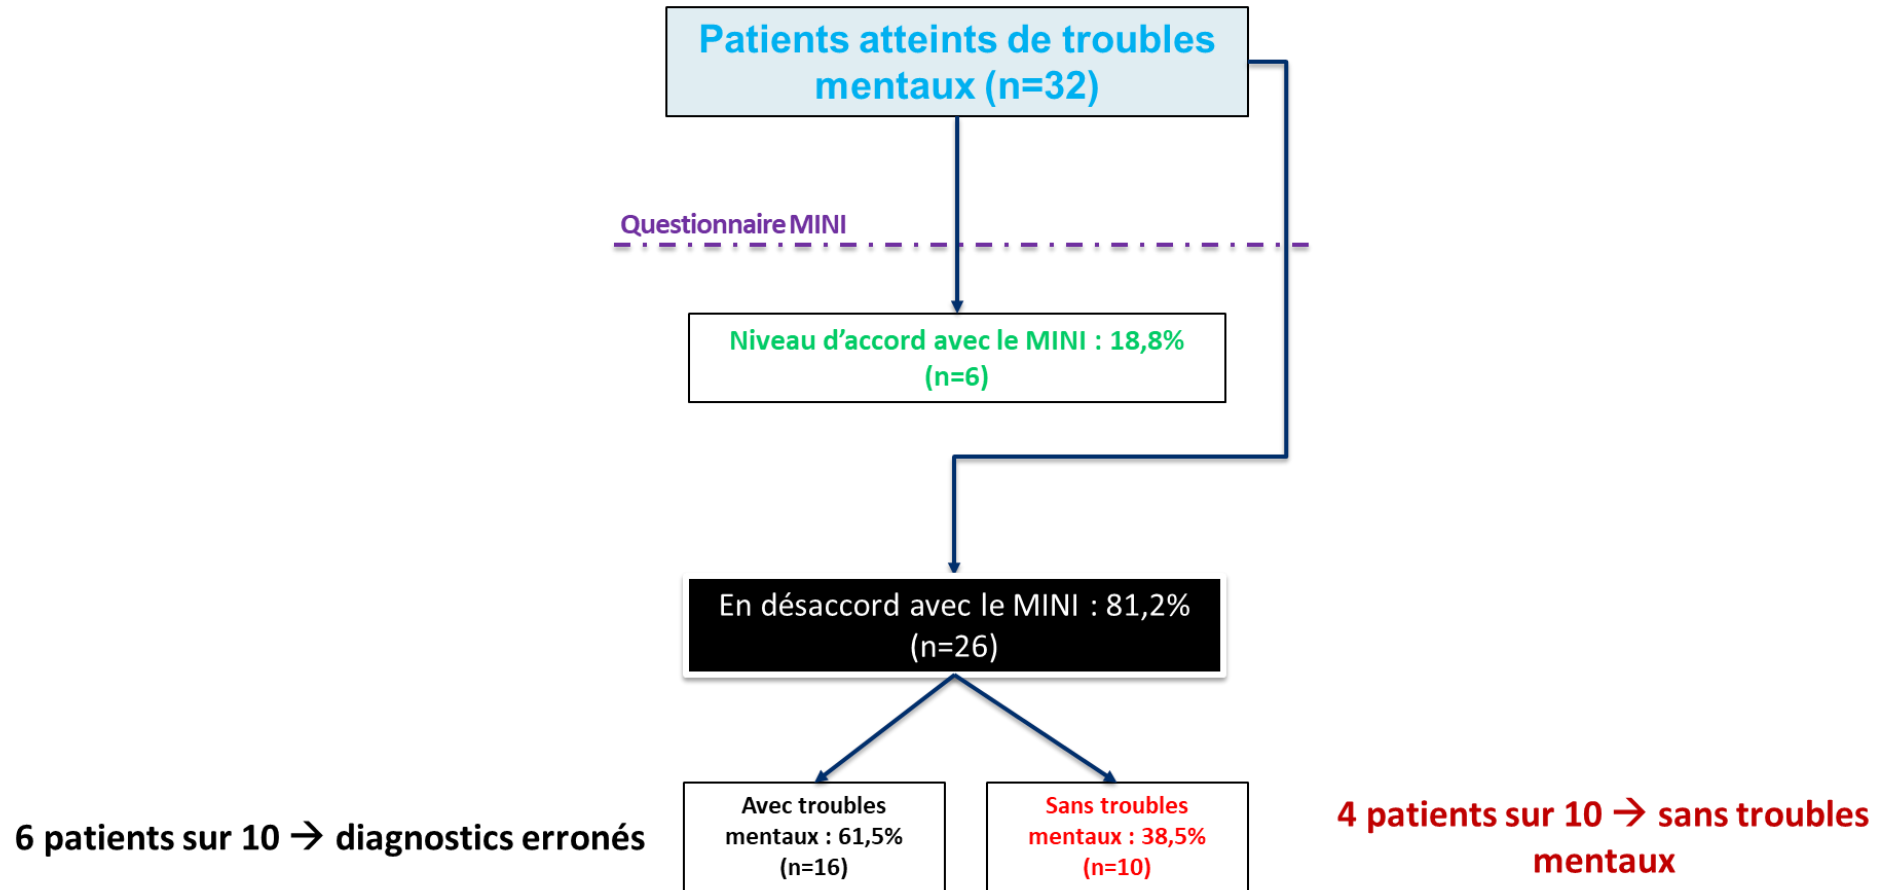 Patients atteints de troubles
mentaux (n=32)
Questionnaire MINI
Niveau d’accord avec le MINI : 18,8%
(n=6)
En désaccord avec le MINI : 81,2%
(n=26)
Avec troubles
mentaux : 61,5%
(n=16)
Sans troubles
mentaux : 38,5%
(n=10)
6 patients sur 10 → diagnostics erronés
4 patients sur 10 → sans troubles
mentaux